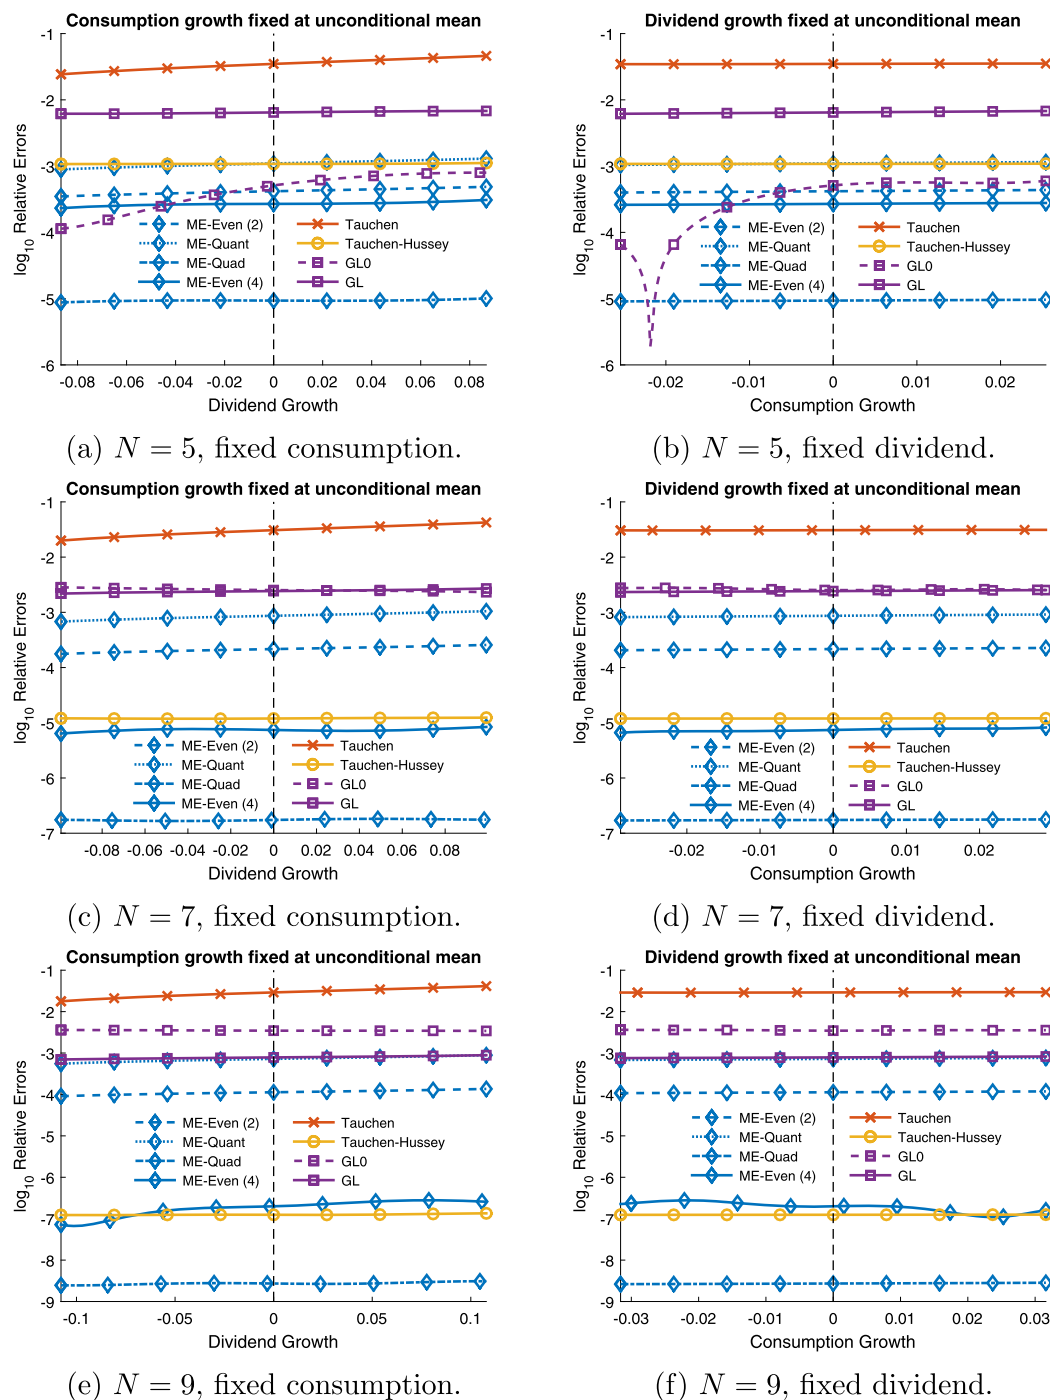 Consumption growth fixed at unconditional mean
log10 Relative Errors
-1
-2
-3
-4
-5
-6
ME-Even (2)
ME-Quant
ME-Quad
ME-Even (4)
Tauchen
Tauchen-Hussey
GL0
GL
-0.08 -0.06 -0.04 -0.02 0 0.02 0.04 0.06 0.08
Dividend Growth
(a) N = 5, fixed consumption.
Dividend growth fixed at unconditional mean
log10 Relative Errors
-1
-2
-3
-4
-5
-6
ME-Even (2)
ME-Quant
ME-Quad
ME-Even (4)
Tauchen
Tauchen-Hussey
GL0
GL
-0.02 -0.01 0 0.01 0.02
Consumption Growth
(b) N = 5, fixed dividend.
Consumption growth fixed at unconditional mean
log10 Relative Errors
-1
-2
-3
-4
-5
-6
-7
ME-Even (2)
ME-Quant
ME-Quad
ME-Even (4)
Tauchen
Tauchen-Hussey
GL0
GL
-0.08 -0.06 -0.04 -0.02 0 0.02 0.04 0.06 0.08
Dividend Growth
(c) N = 7, fixed consumption.
Dividend growth fixed at unconditional mean
log10 Relative Errors
-1
-2
-3
-4
-5
-6
-7
ME-Even (2)
ME-Quant
ME-Quad
ME-Even (4)
Tauchen
Tauchen-Hussey
GL0
GL
-0.02 -0.01 0 0.01 0.02
Consumption Growth
(d) N = 7, fixed dividend.
Consumption growth fixed at unconditional mean
log10 Relative Errors
-1
-2
-3
-4
-5
-6
-7
-8
-9
ME-Even (2)
ME-Quant
ME-Quad
ME-Even (4)
Tauchen
Tauchen-Hussey
GL0
GL
-0.1 -0.05 0 0.05 0.1
Dividend Growth
(e) N = 9, fixed consumption.
Dividend growth fixed at unconditional mean
log10 Relative Errors
-1
-2
-3
-4
-5
-6
-7
-8
-9
ME-Even (2)
ME-Quant
ME-Quad
ME-Even (4)
Tauchen
Tauchen-Hussey
GL0
GL
-0.03 -0.02 -0.01 0 0.01 0.02 0.03
Consumption Growth
(f) N = 9, fixed dividend.